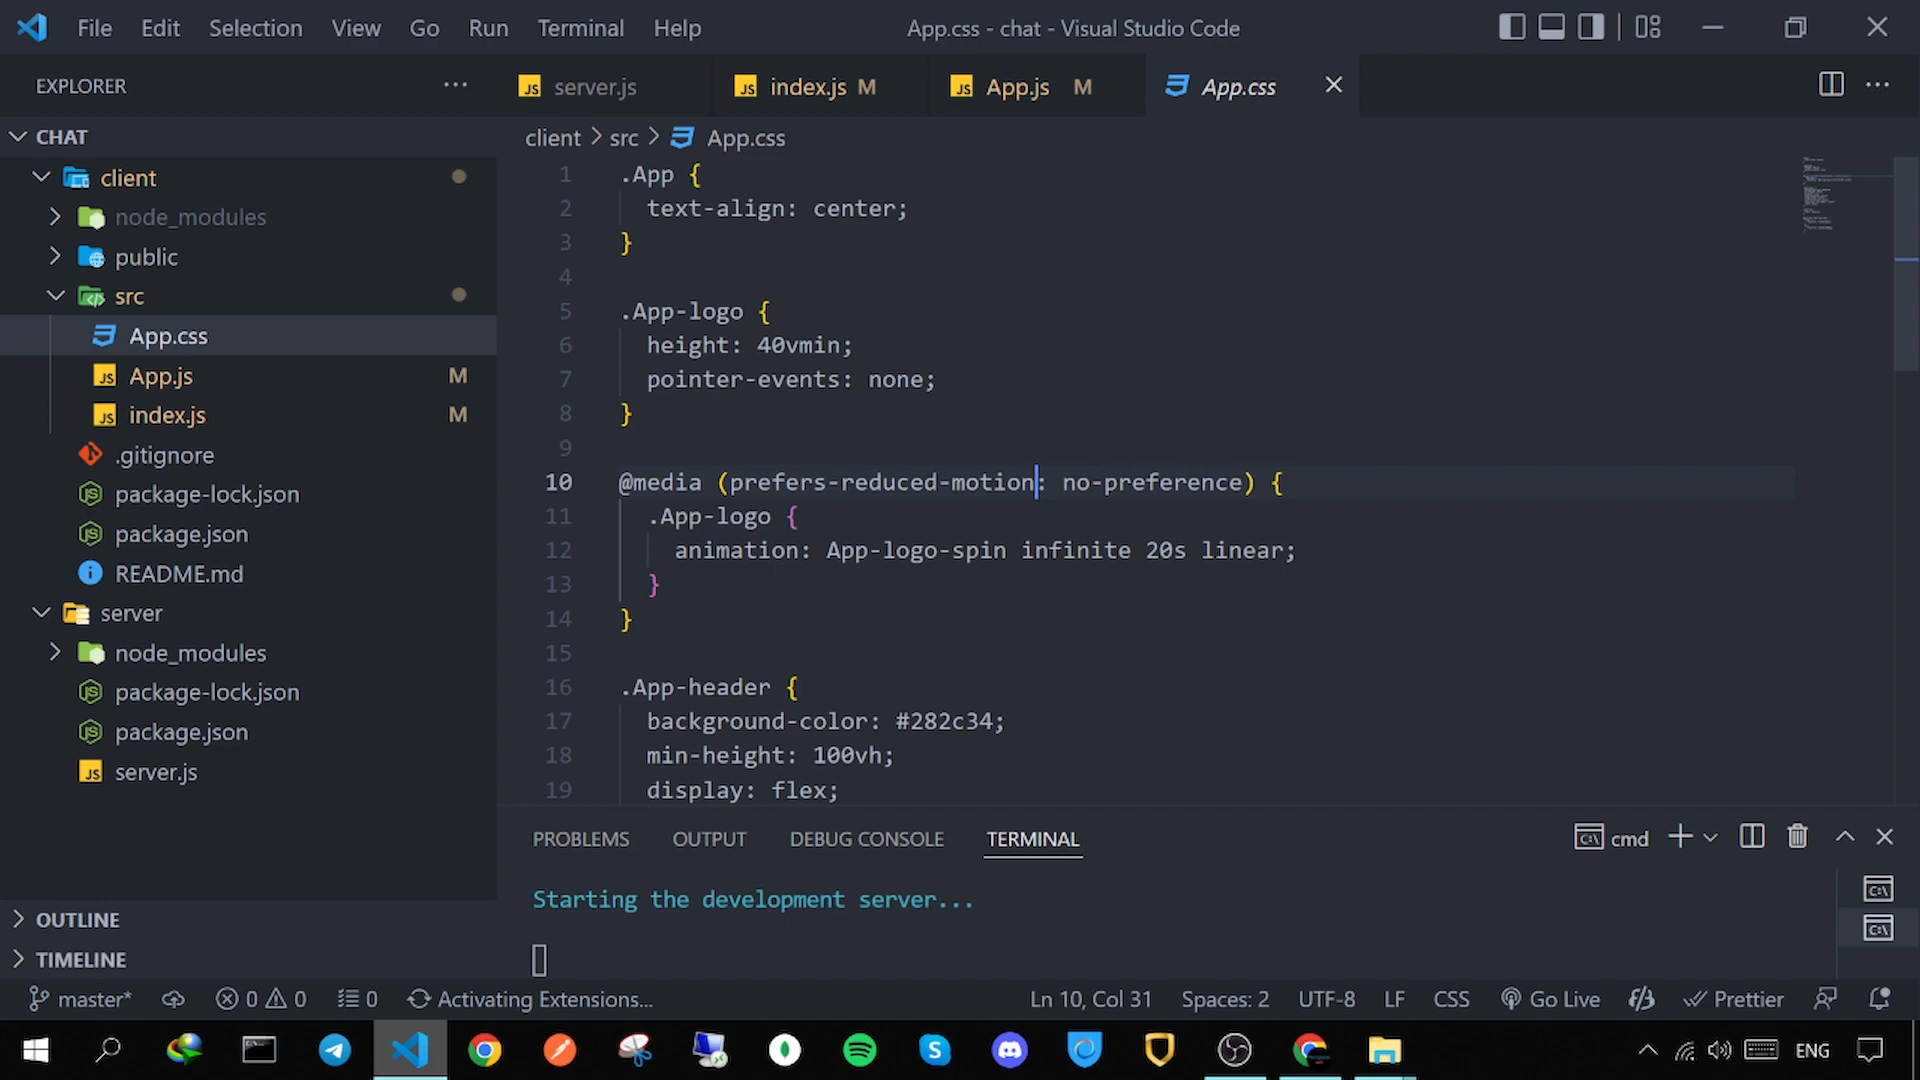 File Edit Selection View Go Run Terminal Help
App.css - chat - Visual Studio Code
EXPLORER
server.js
index.js M
App.js M
App.css
CHAT
client
node_modules
public
src
App.css
App.js M
index.js M
.gitignore
package-lock.json
package.json
README.md
server
node_modules
package-lock.json
package.json
server.js
OUTLINE
TIMELINE
client > src > App.css
1 .App {
2 text-align: center;
3 }
4
5 .App-logo {
6 height: 40vmin;
7 pointer-events: none;
8 }
9
10 @media (prefers-reduced-motion: no-preference) {
11 .App-logo {
12 animation: App-logo-spin infinite 20s linear;
13 }
14 }
15
16 .App-header {
17 background-color: #282c34;
18 min-height: 100vh;
19 display: flex;
PROBLEMS OUTPUT DEBUG CONSOLE TERMINAL
cmd
Starting the development server...
master* 0 0 0 Activating Extensions...
Ln 10, Col 31 Spaces: 2 UTF-8 LF CSS Go Live Prettier
ENG